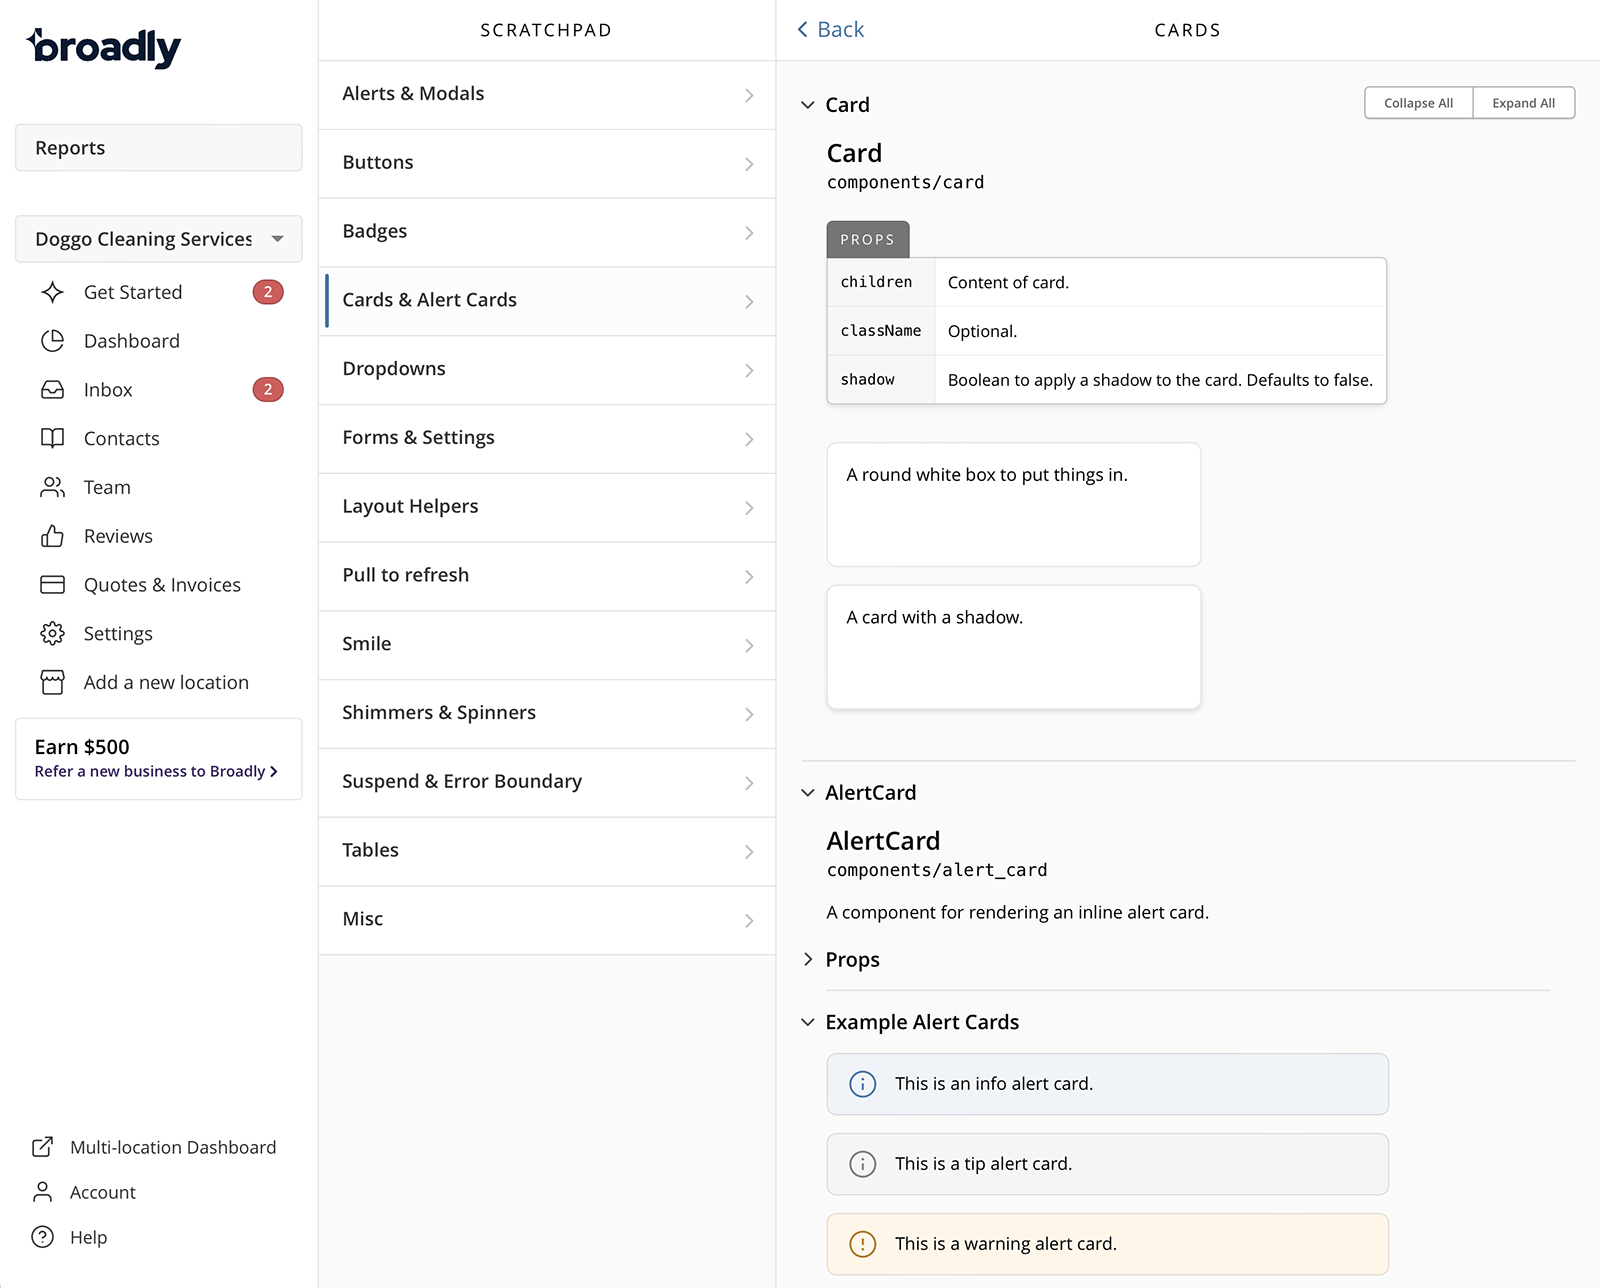 broadly
Reports
Doggo Cleaning Services
Get Started 2
Dashboard
Inbox 2
Contacts
Team
Reviews
Quotes & Invoices
Settings
Add a new location
Earn $500
Refer a new business to Broadly
Multi-location Dashboard
Account
Help
SCRATCHPAD
Alerts & Modals
Buttons
Badges
Cards & Alert Cards
Dropdowns
Forms & Settings
Layout Helpers
Pull to refresh
Smile
Shimmers & Spinners
Suspend & Error Boundary
Tables
Misc
Back
CARDS
Card
Collapse All
Expand All
Card
components/card
PROPS
children Content of card.
className Optional.
shadow Boolean to apply a shadow to the card. Defaults to false.
A round white box to put things in.
A card with a shadow.
AlertCard
AlertCard
components/alert_card
A component for rendering an inline alert card.
Props
Example Alert Cards
This is an info alert card.
This is a tip alert card.
This is a warning alert card.